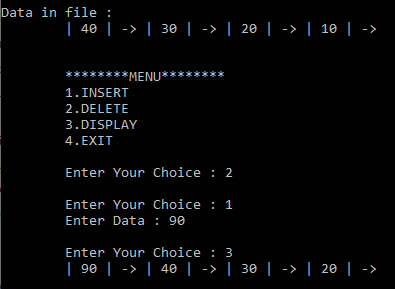 Data in file :
| 40 | -> | 30 | -> | 20 | -> | 10 | ->
********MENU********
1.INSERT
2.DELETE
3.DISPLAY
4.EXIT
Enter Your Choice : 2
Enter Your Choice : 1
Enter Data : 90
Enter Your Choice : 3
| 90 | -> | 40 | -> | 30 | -> | 20 | ->